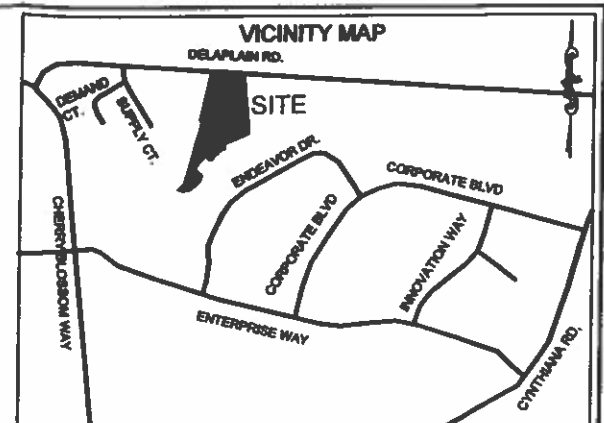 VICINITY MAP
DELAPLAIN RD.
DEMAND
CT.
SUPPLY CT.
SITE
ENDEAVOR DR.
CORPORATE BLVD
CHERRY BLOSSOM WAY
CORPORATE BLVD
INNOVATION WAY
ENTERPRISE WAY
CYNTHIANA RD.